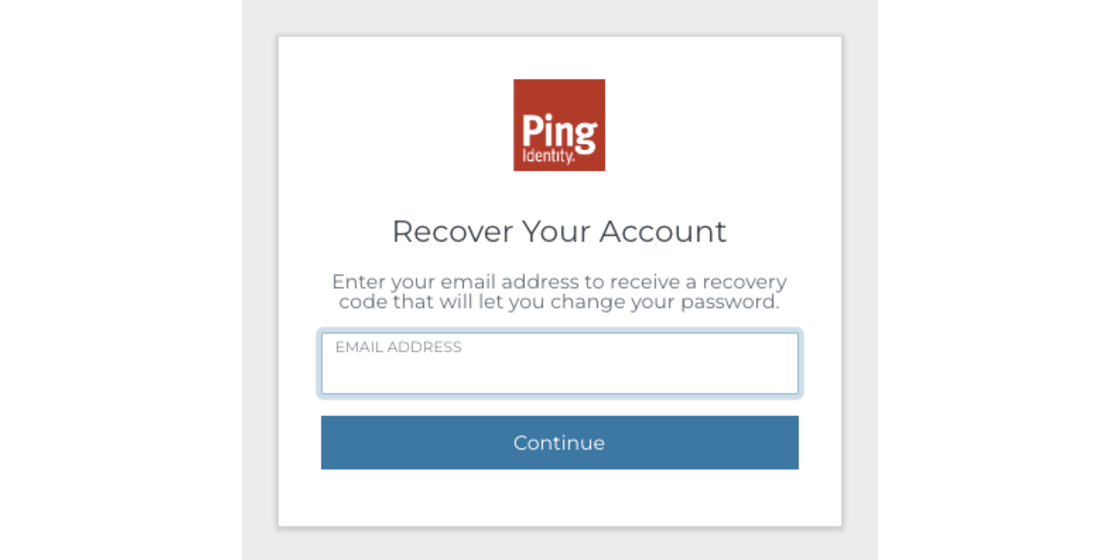 Ping
Identity.
Recover Your Account
Enter your email address to receive a recovery
code that will let you change your password.
EMAIL ADDRESS
Continue